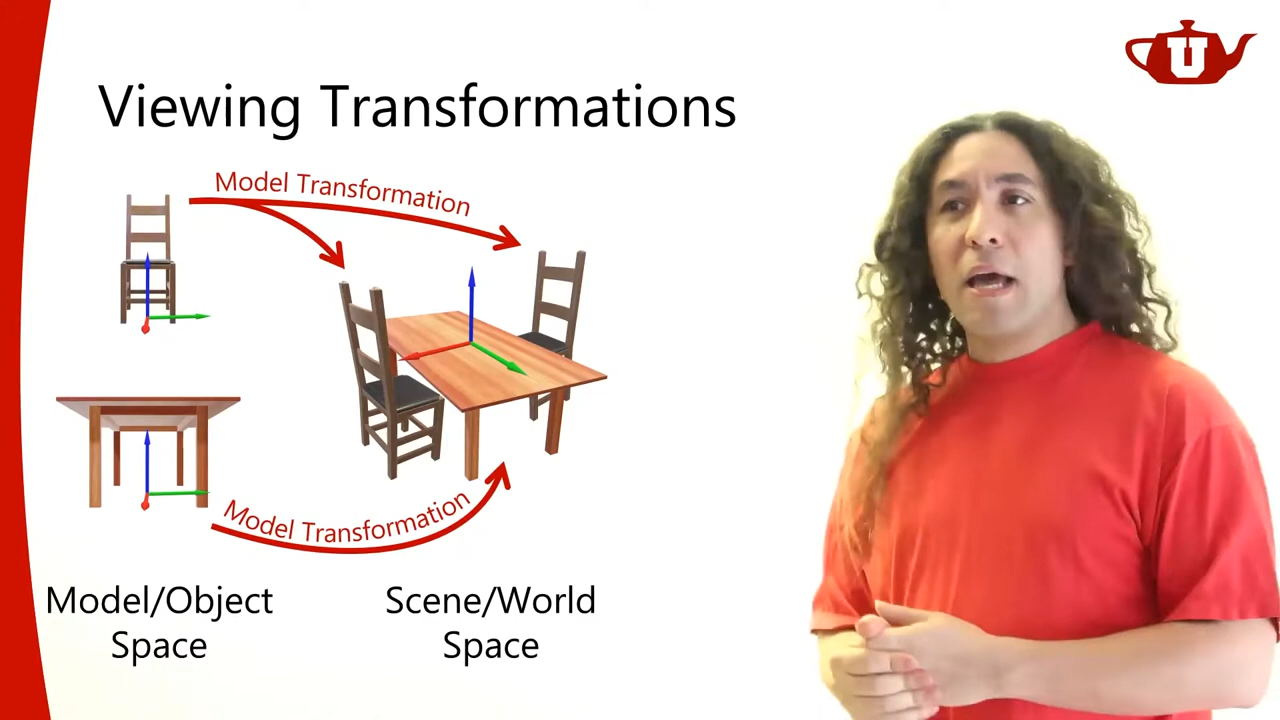 U
Viewing Transformations
Model Transformation
Model Transformation
Model/Object
Space
Scene/World
Space